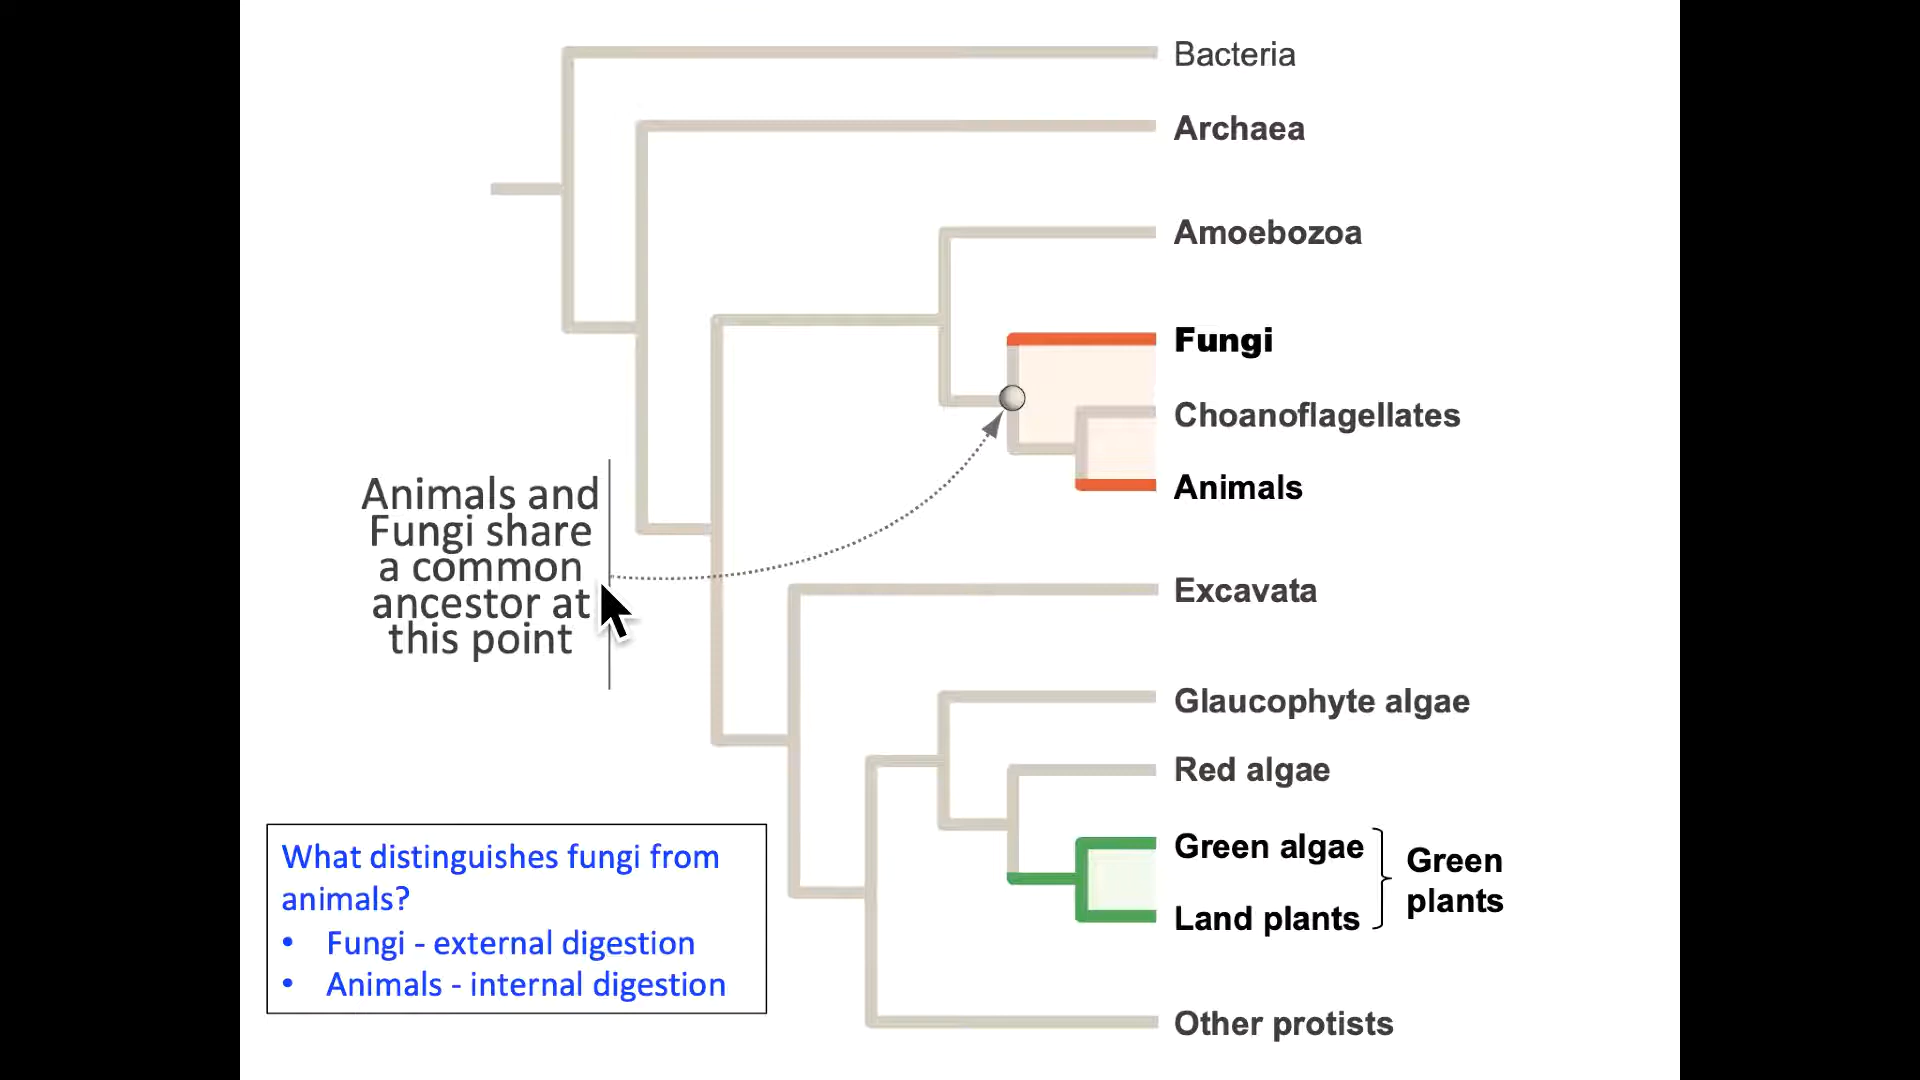 Bacteria
Archaea
Amoebozoa
Fungi
Choanoflagellates
Animals
Animals and
Fungi share
a common
ancestor at
this point
Excavata
Glaucophyte algae
Red algae
Green algae
Land plants
Green
plants
Other protists
What distinguishes fungi from
animals?
• Fungi - external digestion
• Animals - internal digestion